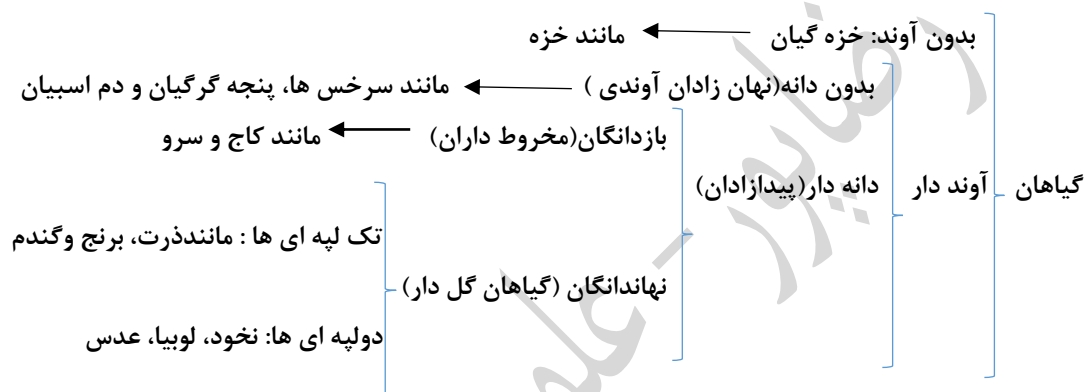 بدون آوند: خزه گیان مانند خزه
بدون دانه(نهان زادان آوندی ) مانند سرخس ها، پنجه گرگیان و دم اسبیان
بازدانگان(مخروط داران) مانند کاج و سرو
گیاهان آوند دار دانه دار(پیدازادان)
تک لپه ای ها : مانندذرت، برنج وگندم
نهاندانگان (گیاهان گل دار)
دولپه ای ها: نخود، لوبیا، عدس
رضاپور - علو